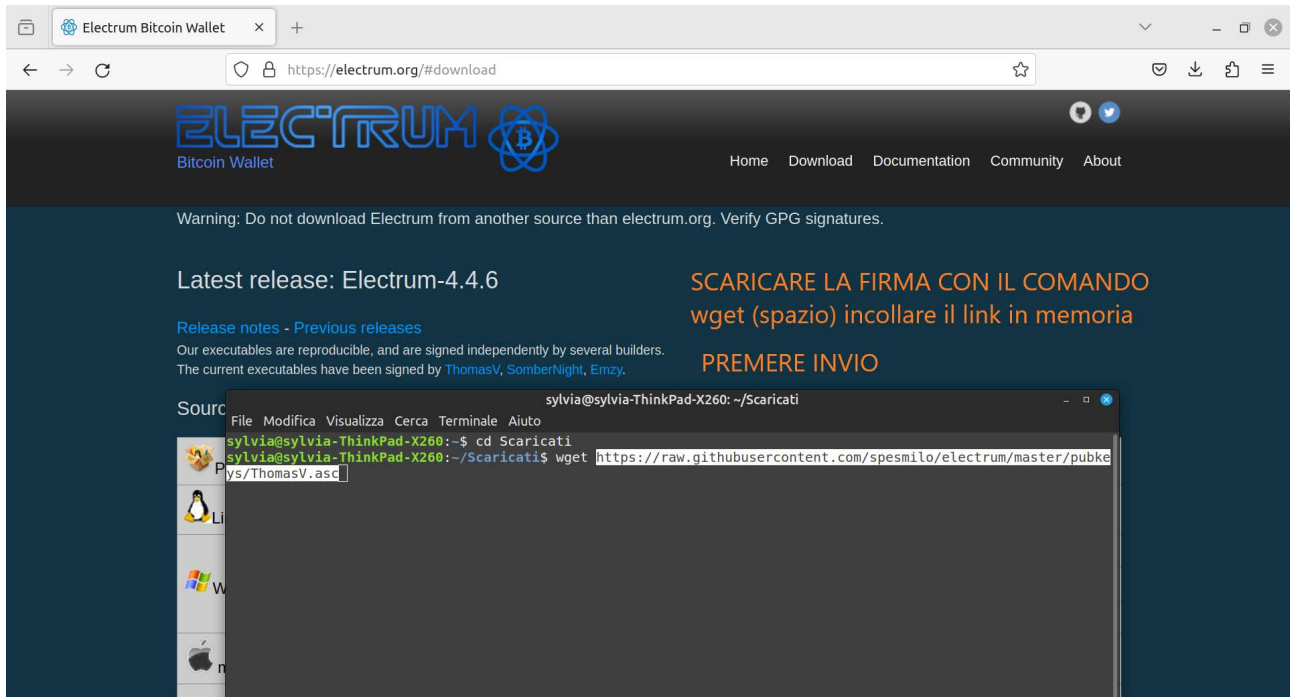 Electrum Bitcoin Wallet
https://electrum.org/#download
ELECTRUM
Bitcoin Wallet
Home Download Documentation Community About
Warning: Do not download Electrum from another source than electrum.org. Verify GPG signatures.
Latest release: Electrum-4.4.6
SCARICARE LA FIRMA CON IL COMANDO
wget (spazio) incollare il link in memoria
Release notes - Previous releases
Our executables are reproducible, and are signed independently by several builders.
PREMERE INVIO
The current executables have been signed by ThomasV, SomberNight, Emzy.
Sourc
sylvia@sylvia-ThinkPad-X260: ~/Scaricati
File Modifica Visualizza Cerca Terminale Aiuto
sylvia@sylvia-ThinkPad-X260:~$ cd Scaricati
sylvia@sylvia-ThinkPad-X260:~/Scaricati$ wget https://raw.githubusercontent.com/spesmilo/electrum/master/pubke
ys/ThomasV.asc
P
Li
W
m